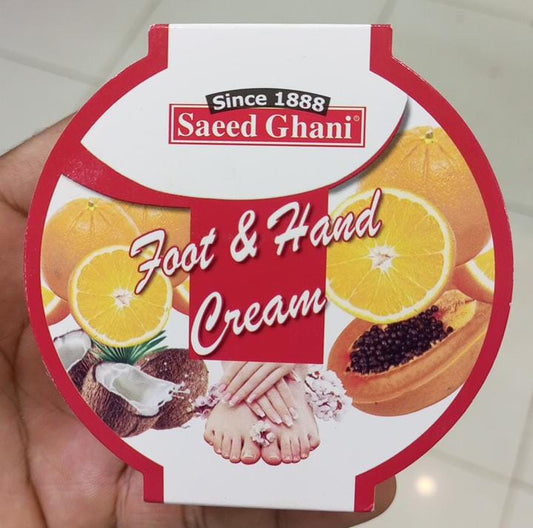 Since 1888
Saeed Ghani®
Foot & Hand
Cream